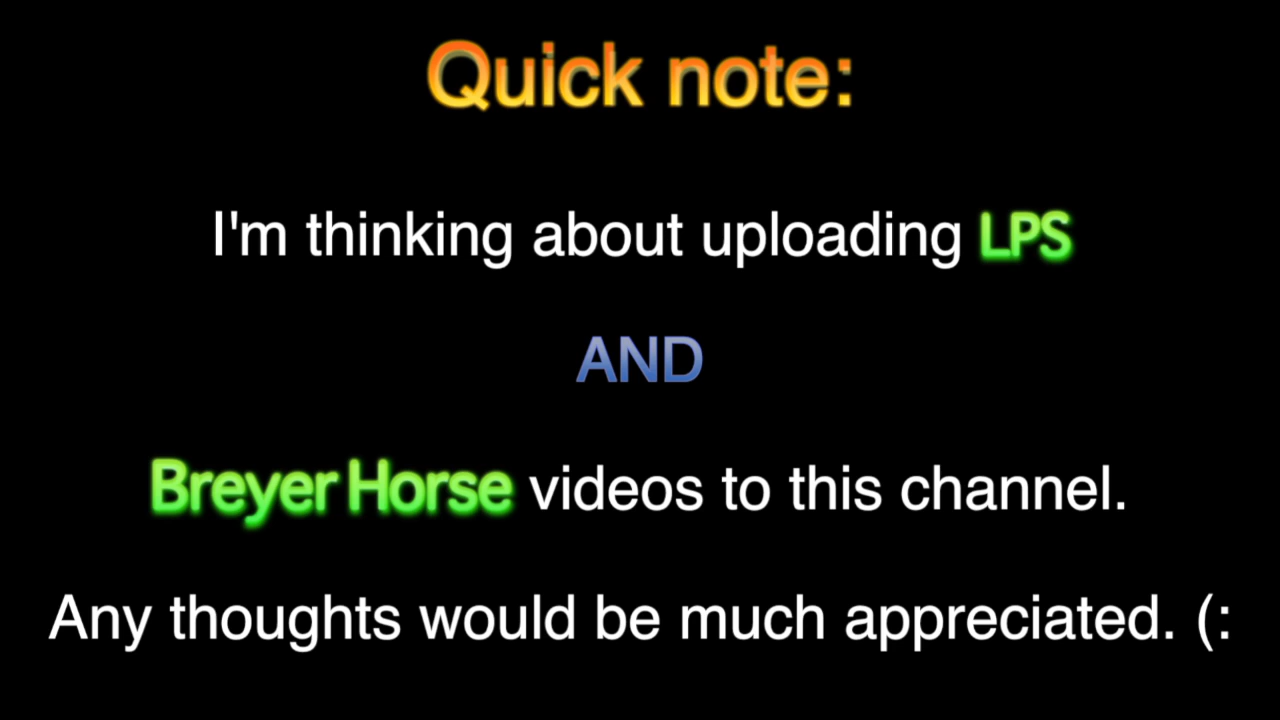 Quick note:
I'm thinking about uploading LPS
AND
Breyer Horse videos to this channel.
Any thoughts would be much appreciated. (: